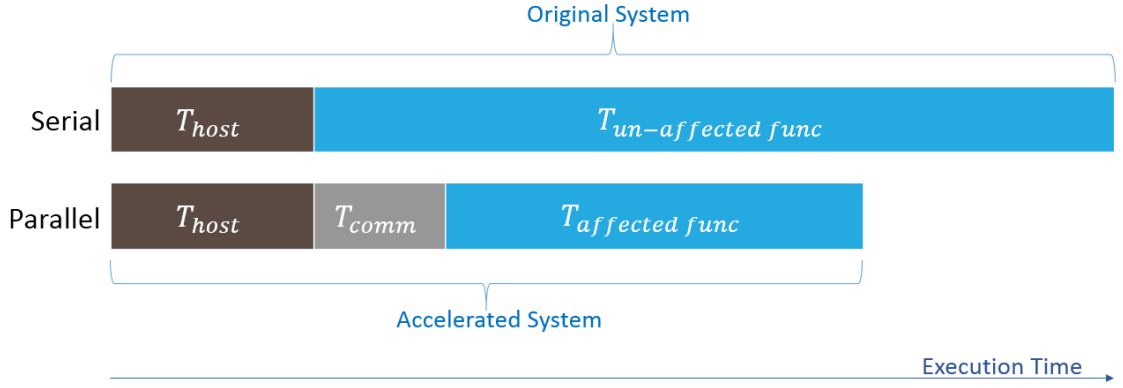 Original System
Serial
T_host
T_un−affected func
Parallel
T_host
T_comm
T_affected func
Accelerated System
Execution Time